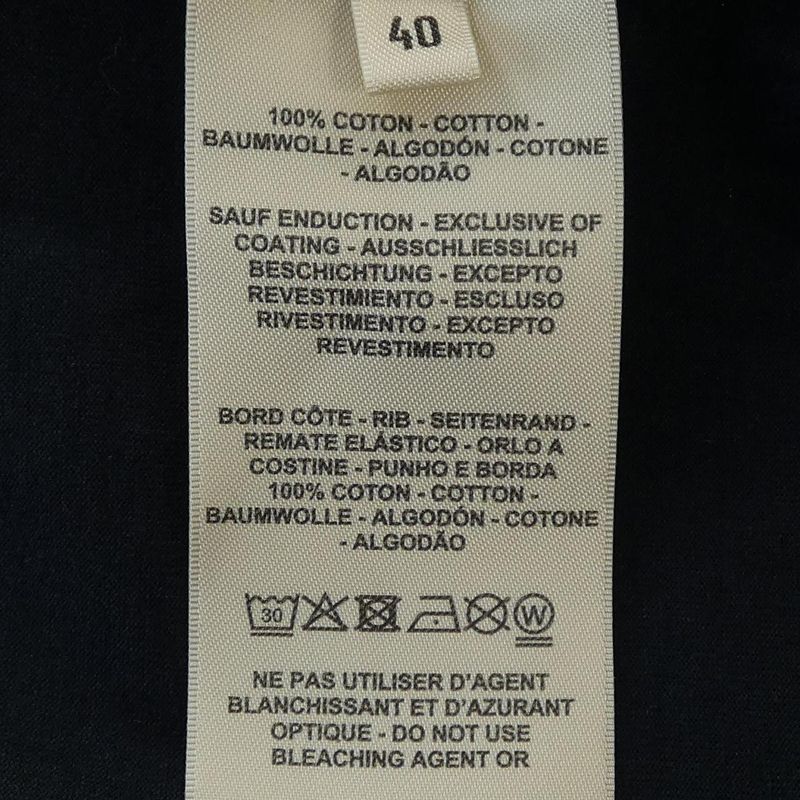 40
100% COTON - COTTON -
BAUMWOLLE - ALGODÓN - COTONE
- ALGODÃO
SAUF ENDUCTION - EXCLUSIVE OF
COATING - AUSSCHLIESSLICH
BESCHICHTUNG - EXCEPTO
REVESTIMIENTO - ESCLUSO
RIVESTIMENTO - EXCEPTO
REVESTIMENTO
BORD CÔTE - RIB - SEITENRAND -
REMATE ELÁSTICO - ORLO A
COSTINE - PUNHO E BORDA
100% COTON - COTTON -
BAUMWOLLE - ALGODÓN - COTONE
- ALGODÃO
30 W
NE PAS UTILISER D'AGENT
BLANCHISSANT ET D'AZURANT
OPTIQUE - DO NOT USE
BLEACHING AGENT OR